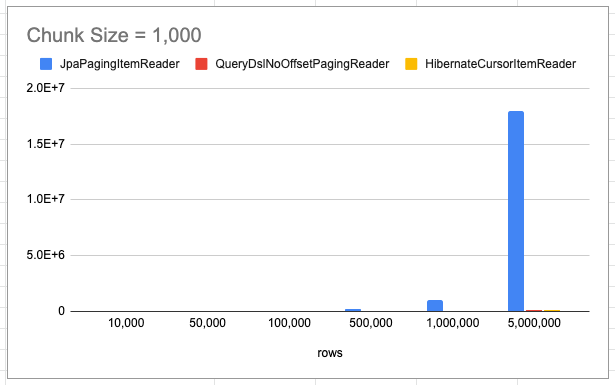 Chunk Size = 1,000
JpaPagingItemReader QueryDslNoOffsetPagingReader HibernateCursorItemReader
2.0E+7
1.5E+7
1.0E+7
5.0E+6
0
10,000 50,000 100,000 500,000 1,000,000 5,000,000
rows